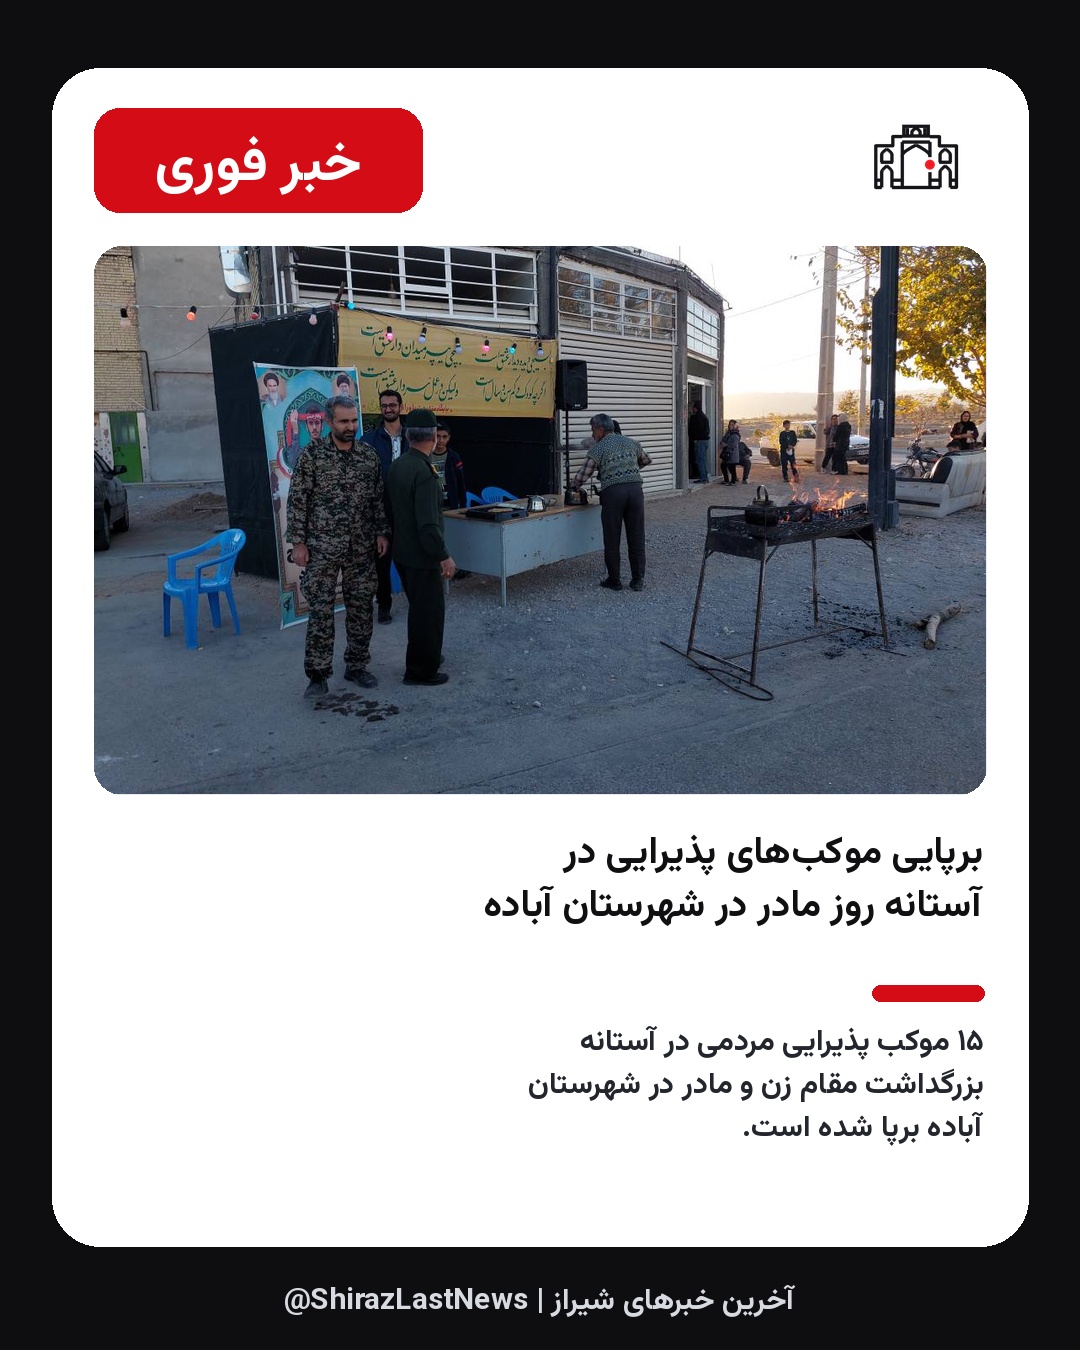 خبر فوری
برپایی موکب‌های پذیرایی در
آستانه روز مادر در شهرستان آباده
۱۵ موکب پذیرایی مردمی در آستانه
بزرگداشت مقام زن و مادر در شهرستان
آباده برپا شده است.
آخرین خبرهای شیراز | @ShirazLastNews